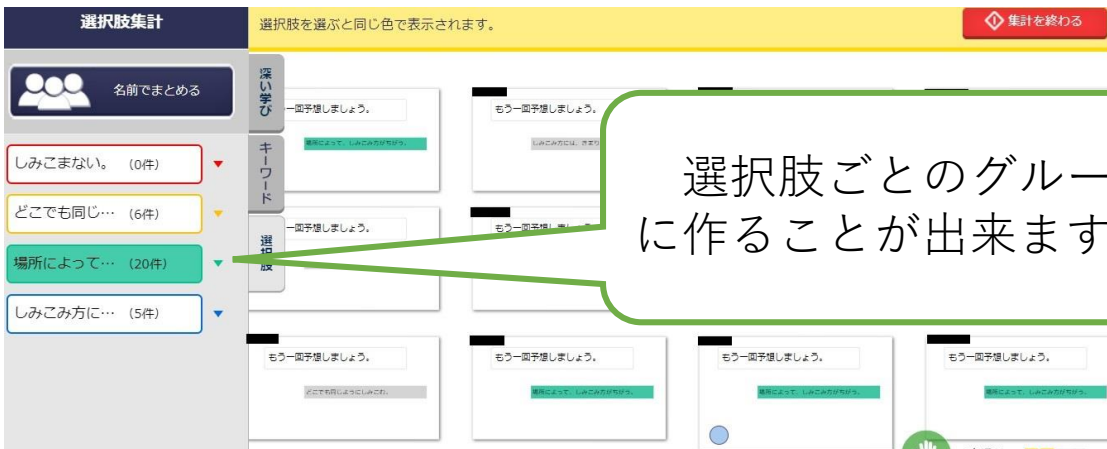 選択肢集計
選択肢を選ぶと同じ色で表示されます。
集計を終わる
名前でまとめる
深い学び
キーワード
選択肢
しみこまない。 (0件)
どこでも同じ… (6件)
場所によって… (20件)
しみこみ方に… (5件)
選択肢ごとのグルー
に作ることが出来ます
一回予想しましょう。
場所によって、しみこみ方がちがう。
もう一回予想しましょう。
しみこみ方には、きまり
一回予想しましょう。
もう一回予想しましょう。
もう一回予想しましょう。
どこでも同じようにしみこむ。
もう一回予想しましょう。
場所によって、しみこみ方がちがう。
もう一回予想しましょう。
場所によって、しみこみ方がちがう。
もう一回予想しましょう。
場所によって、しみこみ方がちがう。